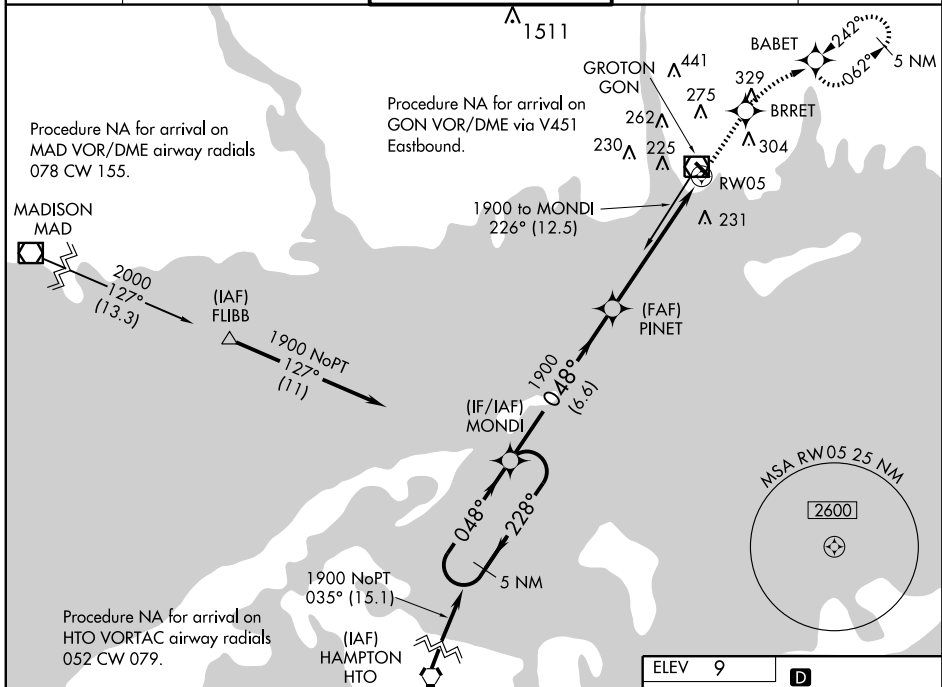 1511
BABET
242°
062°
5 NM
GROTON
GON
441
329
275
BRRET
262
304
230
225
RW05
231
Procedure NA for arrival on
GON VOR/DME via V451
Eastbound.
Procedure NA for arrival on
MAD VOR/DME airway radials
078 CW 155.
1900 to MONDI
226° (12.5)
MADISON
MAD
2000
127°
(13.3)
(IAF)
FLIBB
1900 NoPT
127°
(11)
(FAF)
PINET
1900
048°
(6.6)
(IF/IAF)
MONDI
048°
228°
5 NM
MSA RW05 25 NM
2600
1900 NoPT
035° (15.1)
Procedure NA for arrival on
HTO VORTAC airway radials
052 CW 079.
(IAF)
HAMPTON
HTO
ELEV 9
D